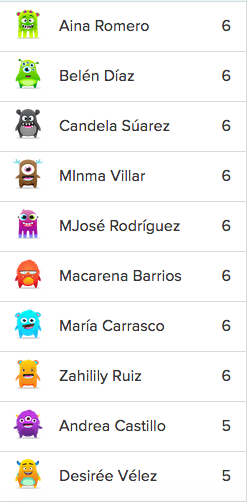 Aina Romero 6
Belén Díaz 6
Candela Súarez 6
MInma Villar 6
MJosé Rodríguez 6
Macarena Barrios 6
María Carrasco 6
Zahilily Ruiz 6
Andrea Castillo 5
Desirée Vélez 5